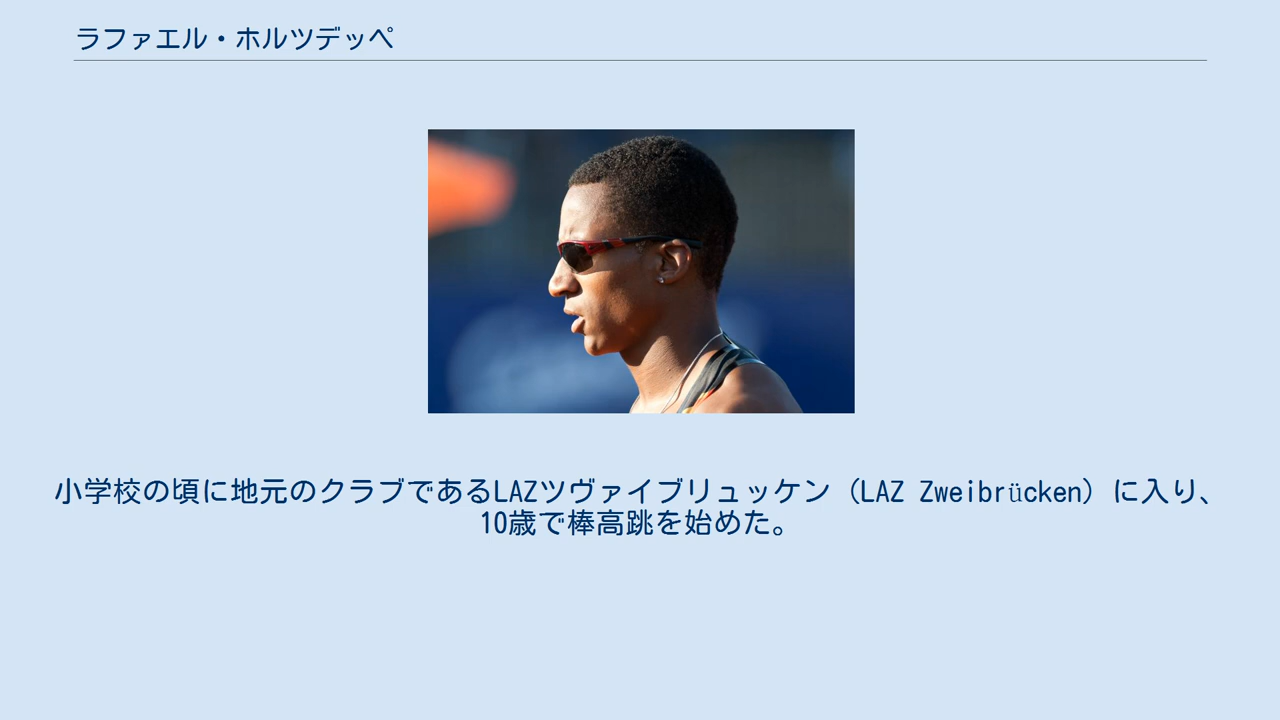 ラファエル・ホルツデッペ
小学校の頃に地元のクラブであるLAZツヴァイブリュッケン（LAZ Zweibrücken）に入り、
10歳で棒高跳を始めた。